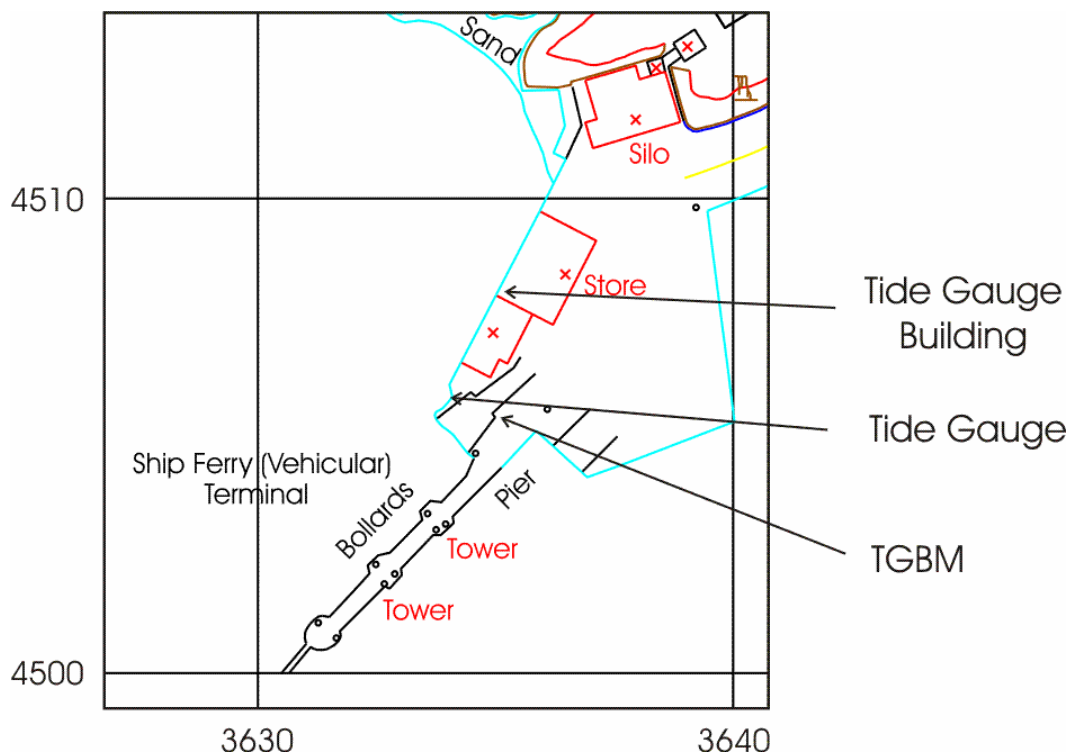 Sand
Silo
4510
Store
Tide Gauge
Building
Tide Gauge
Ship Ferry (Vehicular)
Terminal
Bollards
Pier
Tower
TGBM
Tower
4500
3630
3640